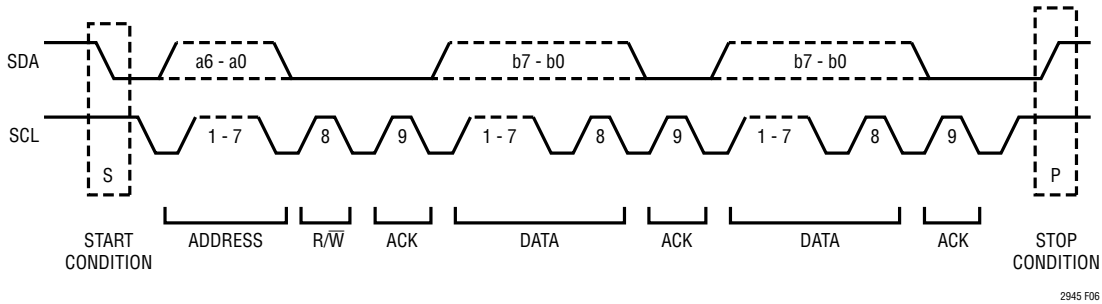 SDA
a6 - a0
b7 - b0
b7 - b0
SCL
1 - 7
8
9
1 - 7
8
9
1 - 7
8
9
S
P
START
CONDITION
ADDRESS
R/W̅
ACK
DATA
ACK
DATA
ACK
STOP
CONDITION
2945 F06